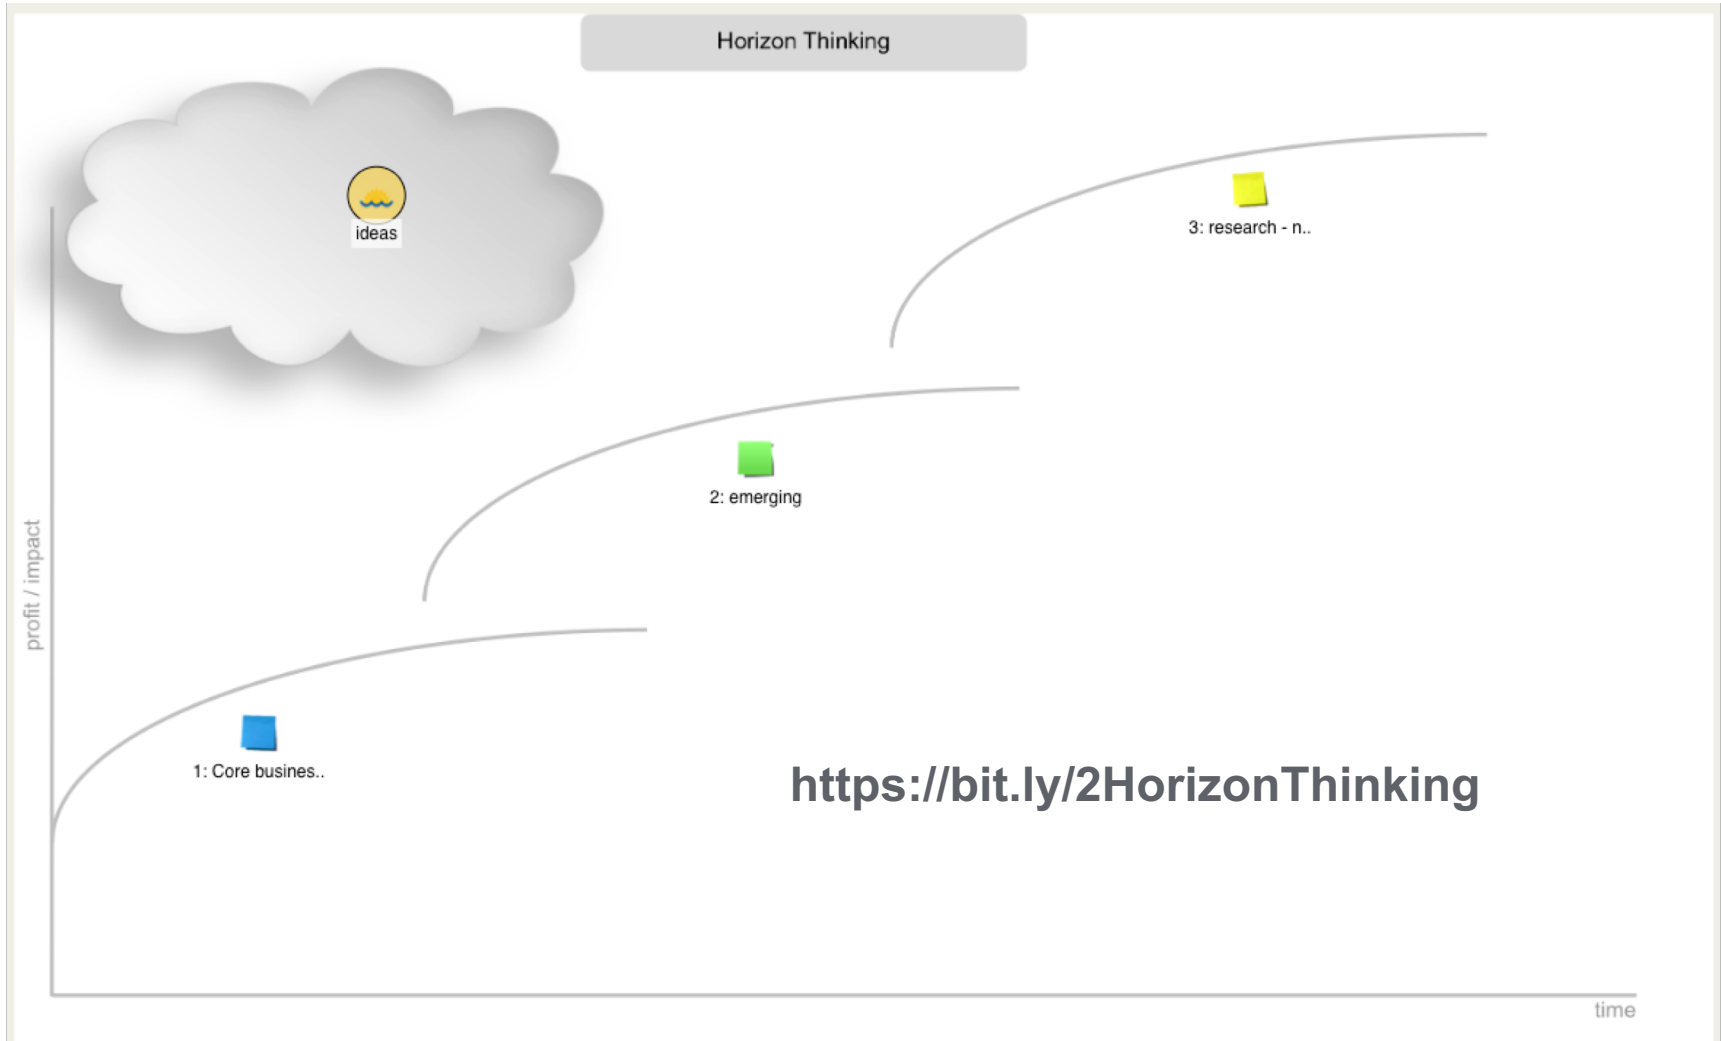 Horizon Thinking
ideas
3: research - n..
2: emerging
profit / impact
1: Core busines..
https://bit.ly/2HorizonThinking
time